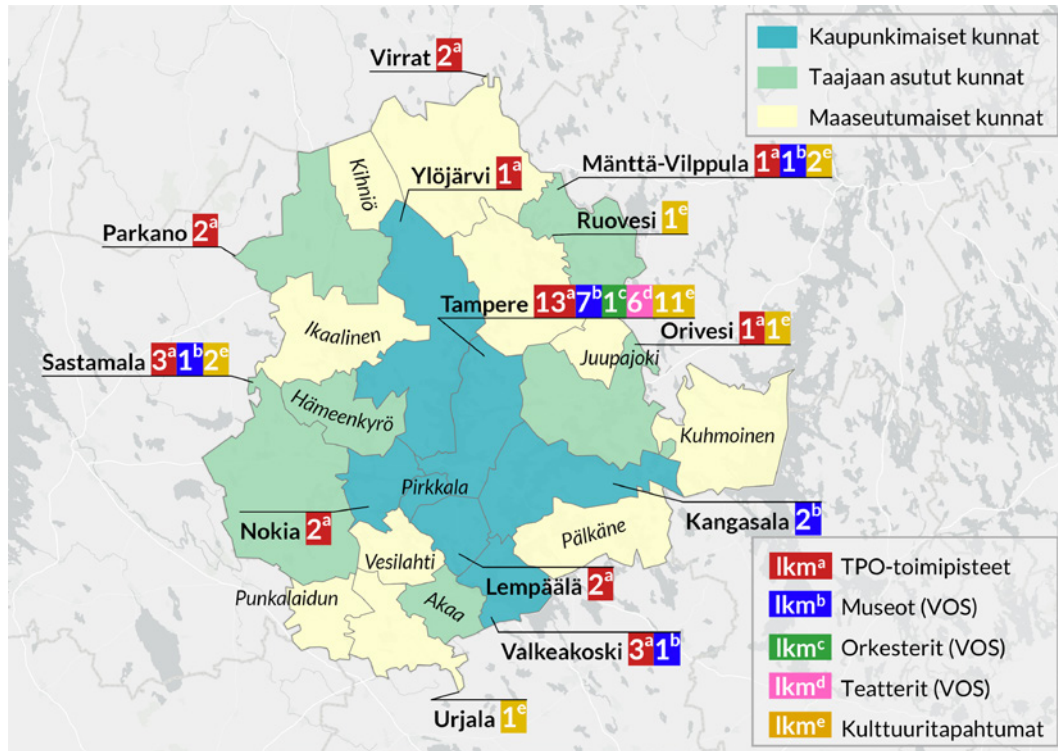 Virrat 2ᵃ
Kaupunkimaiset kunnat
Taajaan asutut kunnat
Maaseutumaiset kunnat
Kihniö
Ylöjärvi 1ᵃ
Mänttä-Vilppula 1ᵃ 1ᵇ 2ᵉ
Ruovesi 1ᵉ
Parkano 2ᵃ
Tampere 13ᵃ 7ᵇ 1ᶜ 6ᵈ 11ᵉ
Ikaalinen
Orivesi 1ᵃ 1ᵉ
Juupajoki
Sastamala 3ᵃ 1ᵇ 2ᵉ
Hämeenkyrö
Kuhmoinen
Pirkkala
Nokia 2ᵃ
Kangasala 2ᵇ
Pälkäne
Vesilahti
Lempäälä 2ᵃ
Punkalaidun
Akaa
Valkeakoski 3ᵃ 1ᵇ
Urjala 1ᵉ
lkmᵃ TPO-toimipisteet
lkmᵇ Museot (VOS)
lkmᶜ Orkesterit (VOS)
lkmᵈ Teatterit (VOS)
lkmᵉ Kulttuuritapahtumat